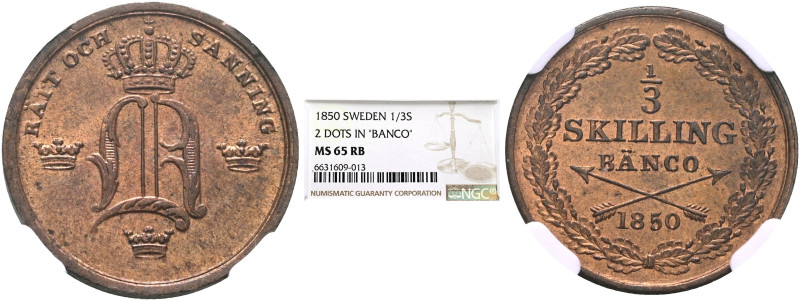 RÄTT OCH SANNING
1850 SWEDEN 1/3S
2 DOTS IN "BANCO"
MS 65 RB
6631609-013
NUMISMATIC GUARANTY CORPORATION
NGC
1/3
SKILLING
BÄNCO
1850